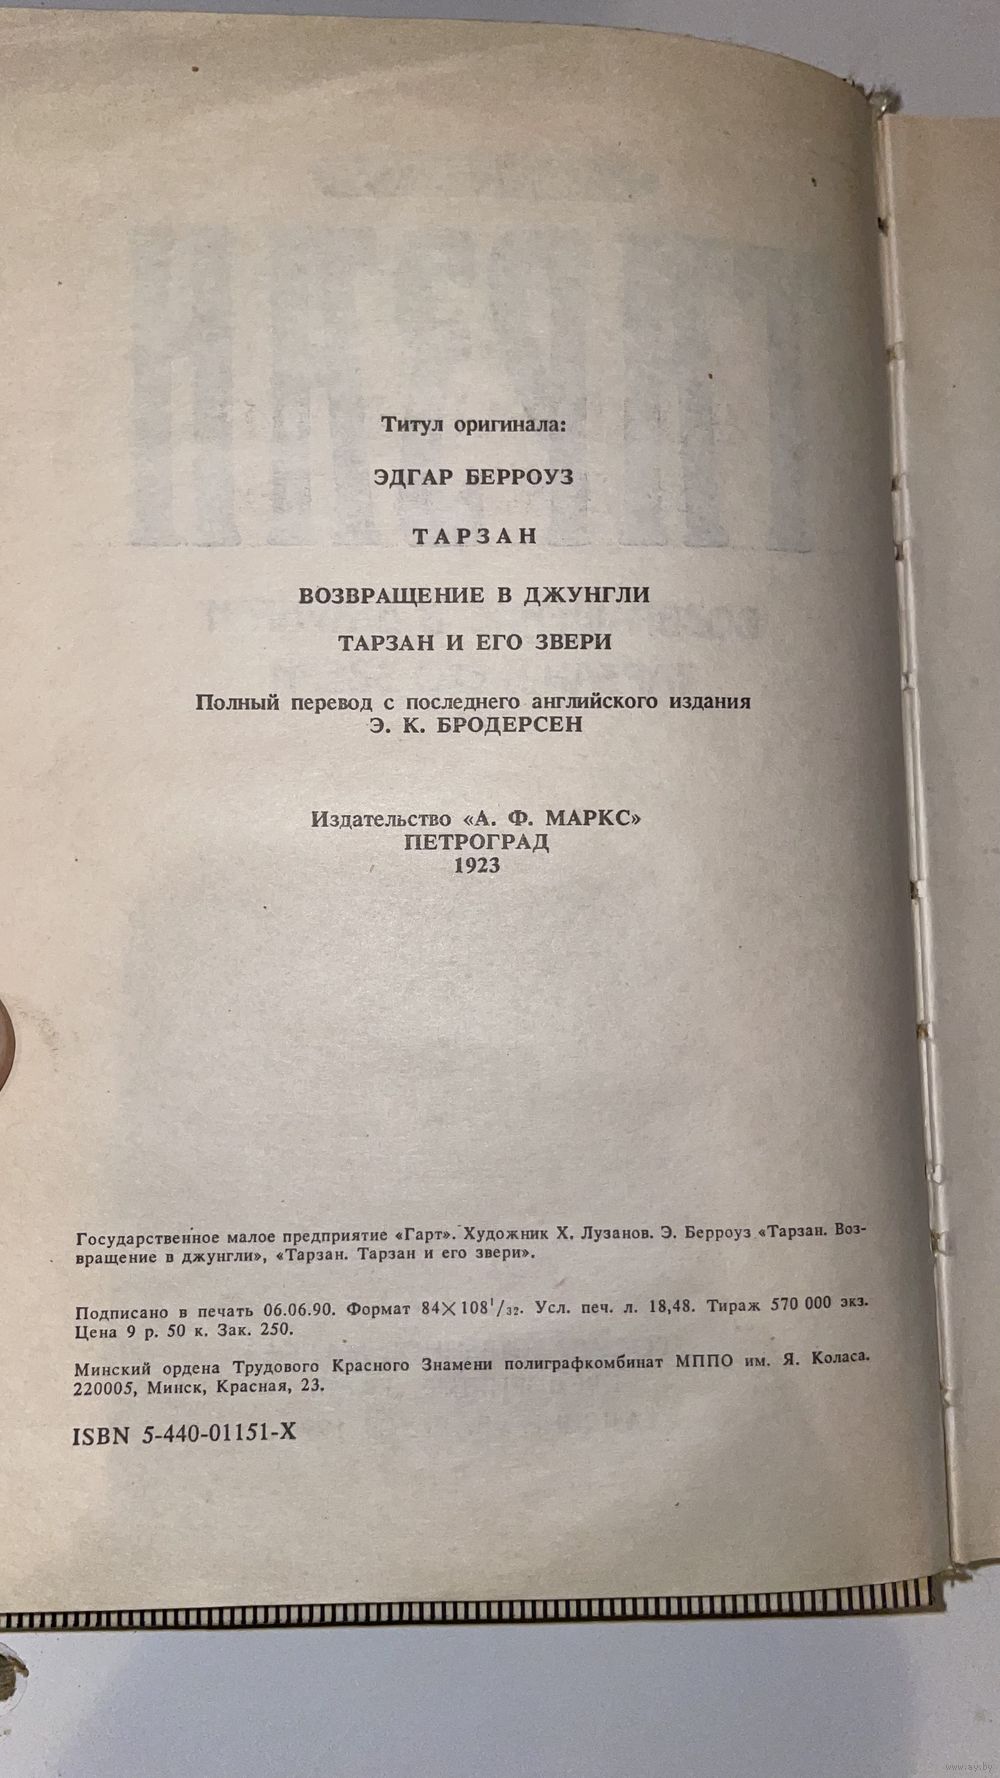 Титул оригинала:
ЭДГАР БЕРРОУЗ
ТАРЗАН
ВОЗВРАЩЕНИЕ В ДЖУНГЛИ
ТАРЗАН И ЕГО ЗВЕРИ
Полный перевод с последнего английского издания
Э. К. БРОДЕРСЕН
Издательство «А. Ф. МАРКС»
ПЕТРОГРАД
1923
Государственное малое предприятие «Гарт». Художник Х. Лузанов. Э. Берроуз «Тарзан. Воз-
вращение в джунгли», «Тарзан. Тарзан и его звери».
Подписано в печать 06.06.90. Формат 84×108¹/₃₂. Усл. печ. л. 18,48. Тираж 570 000 экз.
Цена 9 р. 50 к. Зак. 250.
Минский ордена Трудового Красного Знамени полиграфкомбинат МППО им. Я. Коласа.
220005, Минск, Красная, 23.
ISBN 5-440-01151-X
www.ay.by